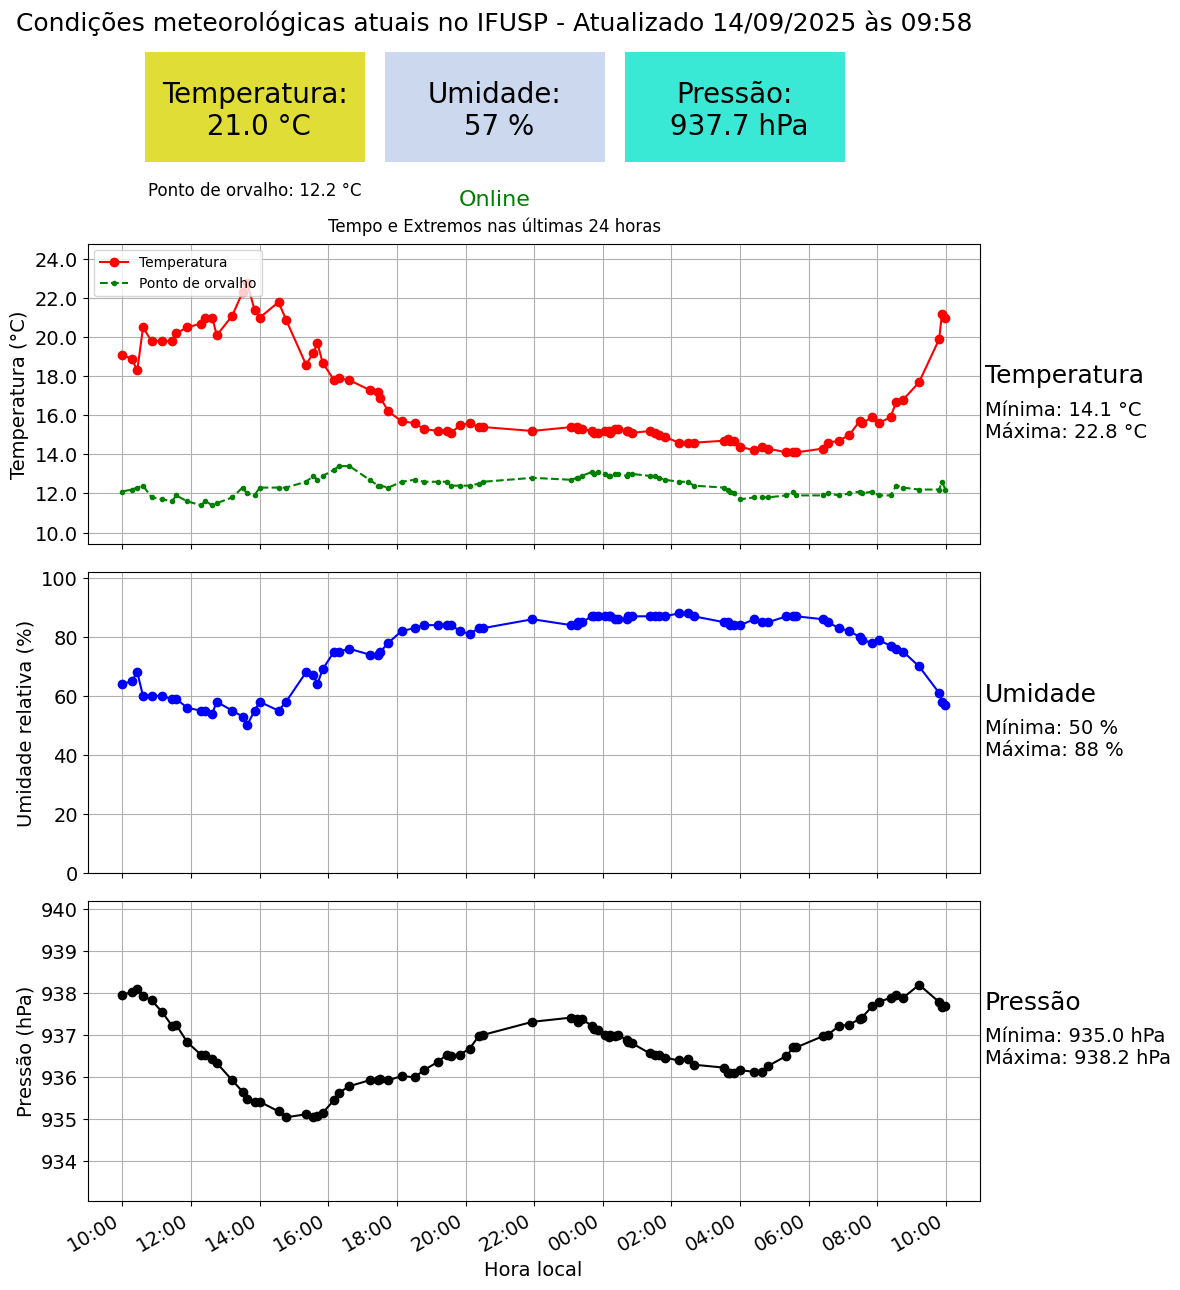 Condições meteorológicas atuais no IFUSP - Atualizado 14/09/2025 às 09:58
Temperatura:
21.0 °C
Umidade:
57 %
Pressão:
937.7 hPa
Ponto de orvalho: 12.2 °C
Online
Tempo e Extremos nas últimas 24 horas
Temperatura
Ponto de orvalho
Temperatura (°C)
24.0
22.0
20.0
18.0
16.0
14.0
12.0
10.0
Temperatura
Mínima: 14.1 °C
Máxima: 22.8 °C
Umidade relativa (%)
100
80
60
40
20
0
Umidade
Mínima: 50 %
Máxima: 88 %
Pressão (hPa)
940
939
938
937
936
935
934
Pressão
Mínima: 935.0 hPa
Máxima: 938.2 hPa
10:00
12:00
14:00
16:00
18:00
20:00
22:00
00:00
02:00
04:00
06:00
08:00
10:00
Hora local